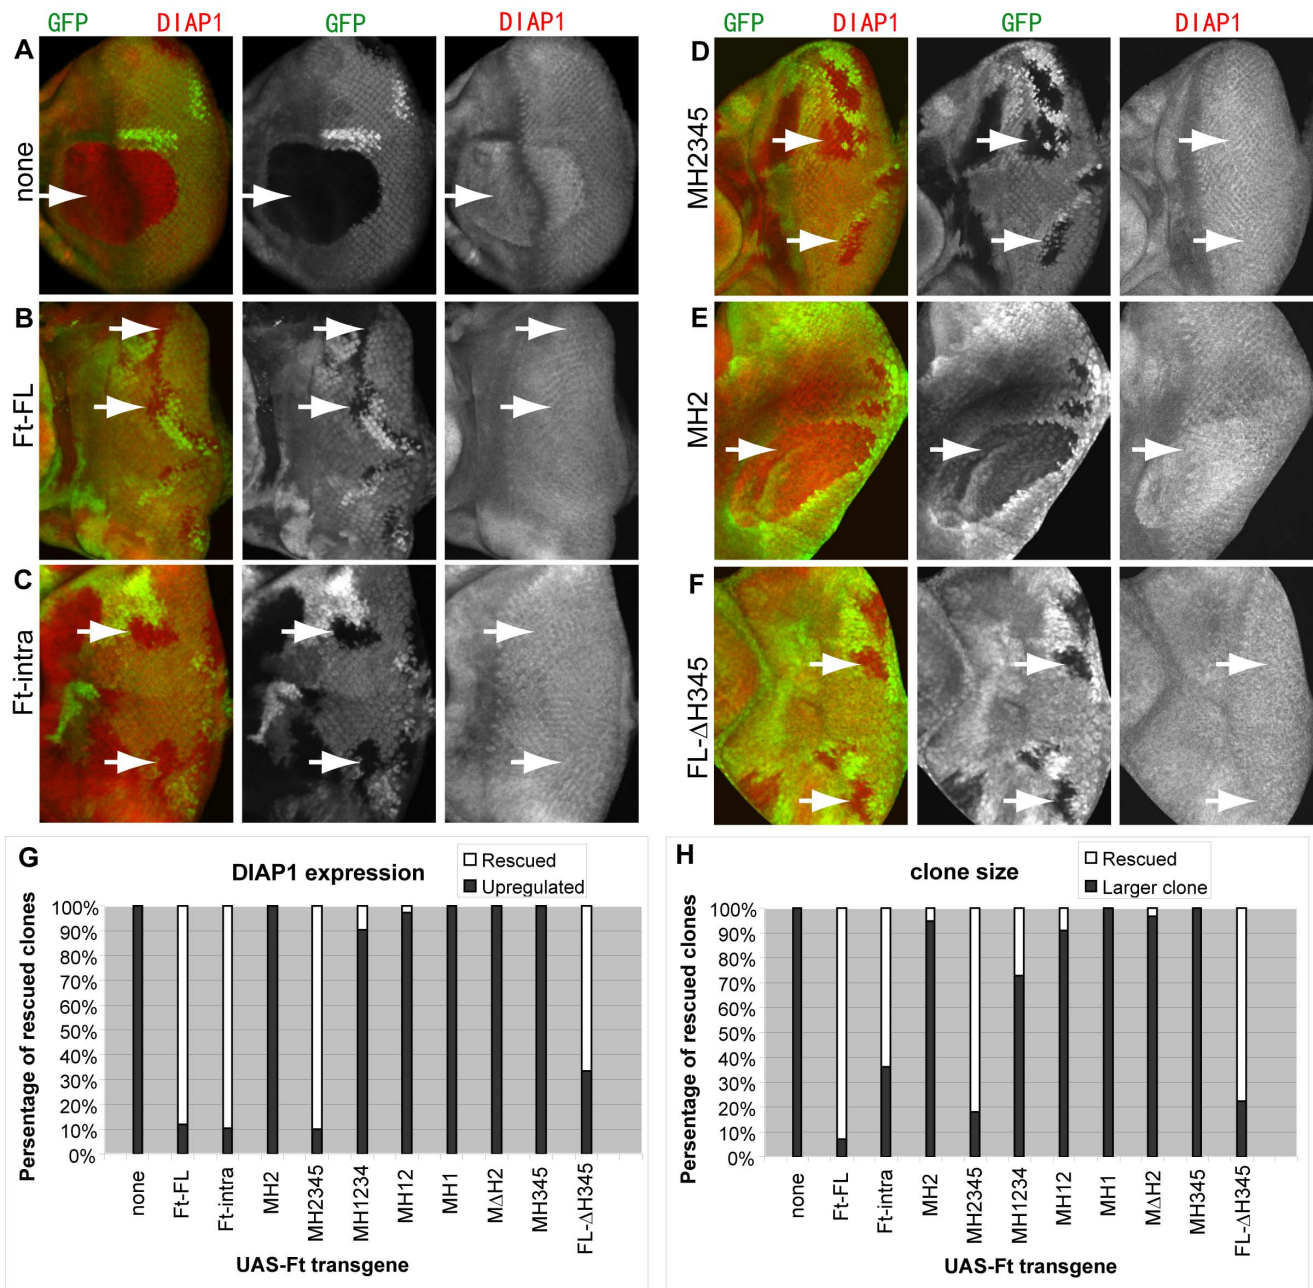 GFP DIAP1 GFP DIAP1
GFP DIAP1 GFP DIAP1
A
none
B
Ft-FL
C
Ft-intra
D
MH2345
E
MH2
F
FL-ΔH345
G
DIAP1 expression
Rescued
Upregulated
Persentage of rescued clones
100%
90%
80%
70%
60%
50%
40%
30%
20%
10%
0%
none
Ft-FL
Ft-intra
MH2
MH2345
MH1234
MH12
MH1
MΔH2
MH345
FL-ΔH345
UAS-Ft transgene
H
clone size
Rescued
Larger clone
Persentage of rescued clones
100%
90%
80%
70%
60%
50%
40%
30%
20%
10%
0%
none
Ft-FL
Ft-intra
MH2
MH2345
MH1234
MH12
MH1
MΔH2
MH345
FL-ΔH345
UAS-Ft transgene